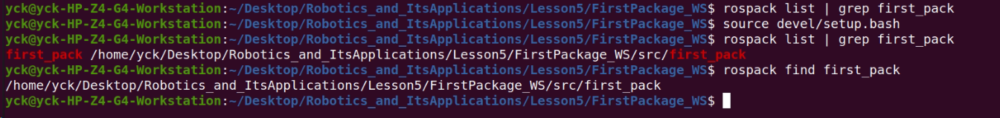 yck@yck-HP-Z4-G4-Workstation:~/Desktop/Robotics_and_ItsApplications/Lesson5/FirstPackage_WS$ rospack list | grep first_pack
yck@yck-HP-Z4-G4-Workstation:~/Desktop/Robotics_and_ItsApplications/Lesson5/FirstPackage_WS$ source devel/setup.bash
yck@yck-HP-Z4-G4-Workstation:~/Desktop/Robotics_and_ItsApplications/Lesson5/FirstPackage_WS$ rospack list | grep first_pack
first_pack /home/yck/Desktop/Robotics_and_ItsApplications/Lesson5/FirstPackage_WS/src/first_pack
yck@yck-HP-Z4-G4-Workstation:~/Desktop/Robotics_and_ItsApplications/Lesson5/FirstPackage_WS$ rospack find first_pack
/home/yck/Desktop/Robotics_and_ItsApplications/Lesson5/FirstPackage_WS/src/first_pack
yck@yck-HP-Z4-G4-Workstation:~/Desktop/Robotics_and_ItsApplications/Lesson5/FirstPackage_WS$